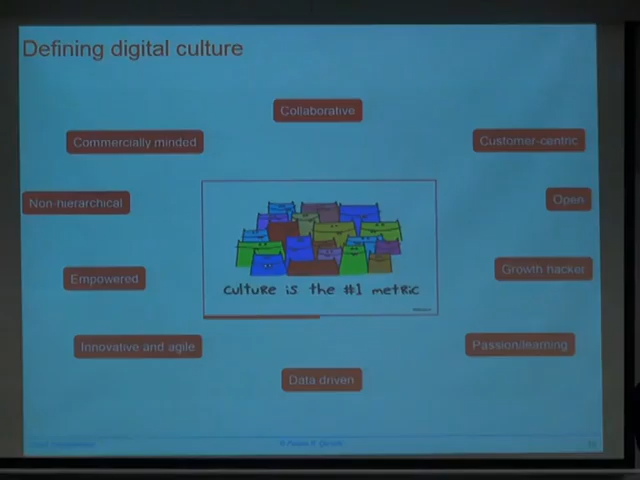 Defining digital culture
Collaborative
Commercially minded
Customer-centric
Non-hierarchical
Open
culture is the #1 metric
Empowered
Growth hacker
Innovative and agile
Passion/learning
Data driven